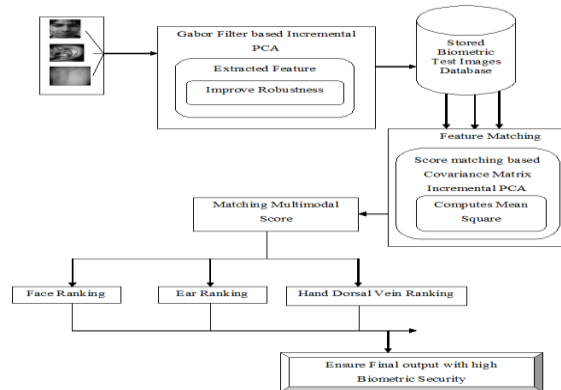 Gabor Filter based Incremental
PCA
Extracted Feature
Improve Robustness
Stored
Biometric
Test Images
Database
Feature Matching
Score matching based
Covariance Matrix
Incremental PCA
Computes Mean
Square
Matching Multimodal
Score
Face Ranking
Ear Ranking
Hand Dorsal Vein Ranking
Ensure Final output with high
Biometric Security